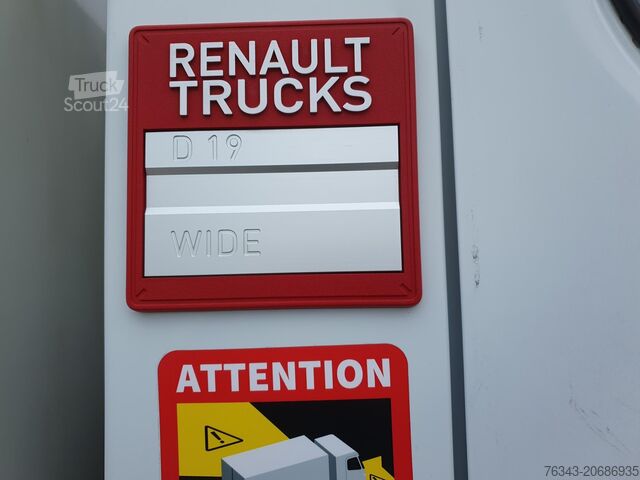 Truck
Scout24
RENAULT
TRUCKS
D 19
WIDE
ATTENTION
76343-20686935